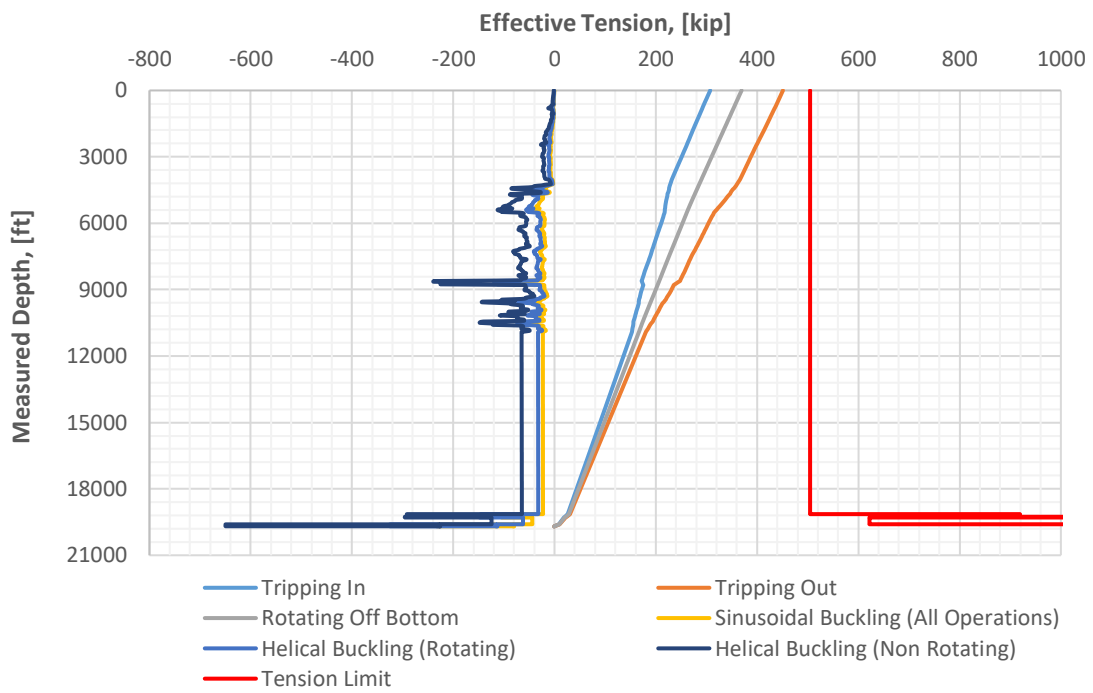 Effective Tension, [kip]
-800 -600 -400 -200 0 200 400 600 800 1000
0
3000
6000
9000
12000
15000
18000
21000
Measured Depth, [ft]
Tripping In Tripping Out
Rotating Off Bottom Sinusoidal Buckling (All Operations)
Helical Buckling (Rotating) Helical Buckling (Non Rotating)
Tension Limit